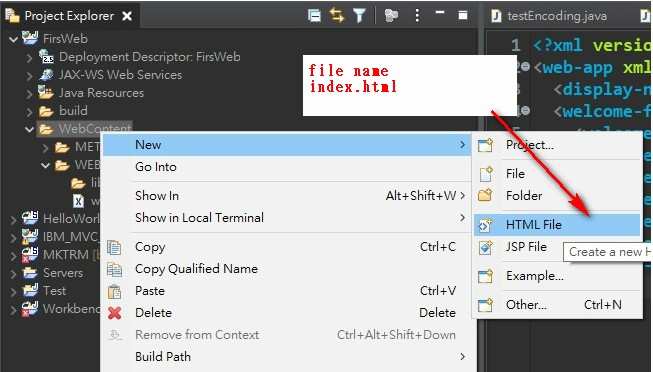 Project Explorer
FirsWeb
Deployment Descriptor: FirsWeb
JAX-WS Web Services
Java Resources
build
WebContent
MET
WEB
lib
w
HelloWorl
IBM_MVC
MKTRM [b
Servers
Test
Workbenc
file name
index.html
New
Go Into
Show In Alt+Shift+W
Show in Local Terminal
Copy Ctrl+C
Copy Qualified Name
Paste Ctrl+V
Delete Delete
Remove from Context Ctrl+Alt+Shift+Down
Build Path
Project...
File
Folder
HTML File
JSP File
Create a new H
Example...
Other... Ctrl+N
testEncoding.java
1 <?xml versio
2 <web-app xml
<display-n
<welcome-f